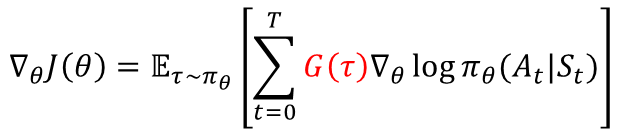 ∇θJ(θ) = 𝔼τ~πθ [∑_{t=0}^{T} G(τ)∇θ log πθ(At|St)]